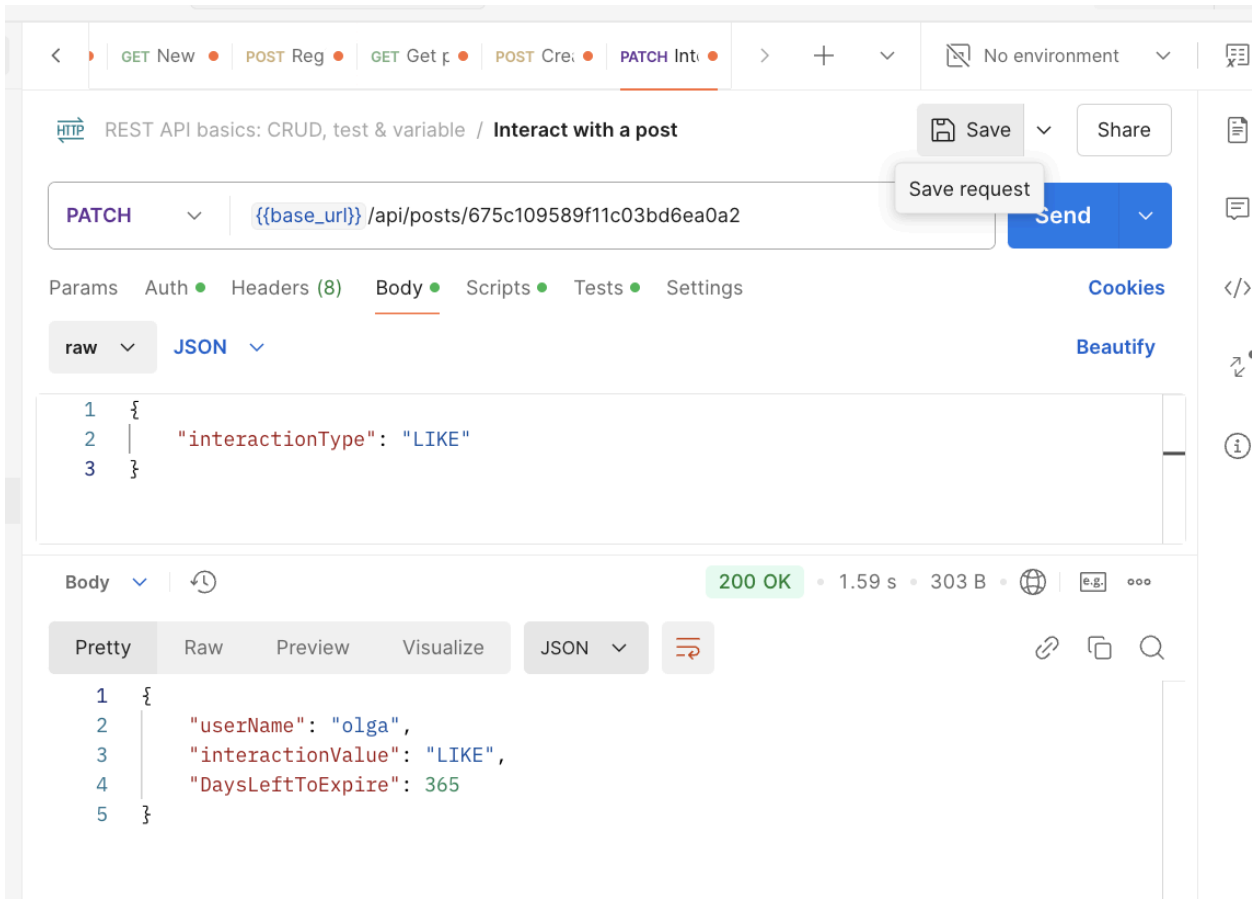 GET New POST Reg GET Get p POST Cre PATCH Int No environment
HTTP REST API basics: CRUD, test & variable / Interact with a post Save Share
Save request
PATCH {{base_url}}/api/posts/675c109589f11c03bd6ea0a2 Send
Params Auth Headers (8) Body Scripts Tests Settings Cookies
raw JSON Beautify
1 {
2 "interactionType": "LIKE"
3 }
Body 200 OK 1.59 s 303 B e.g.
Pretty Raw Preview Visualize JSON
1 {
2 "userName": "olga",
3 "interactionValue": "LIKE",
4 "DaysLeftToExpire": 365
5 }